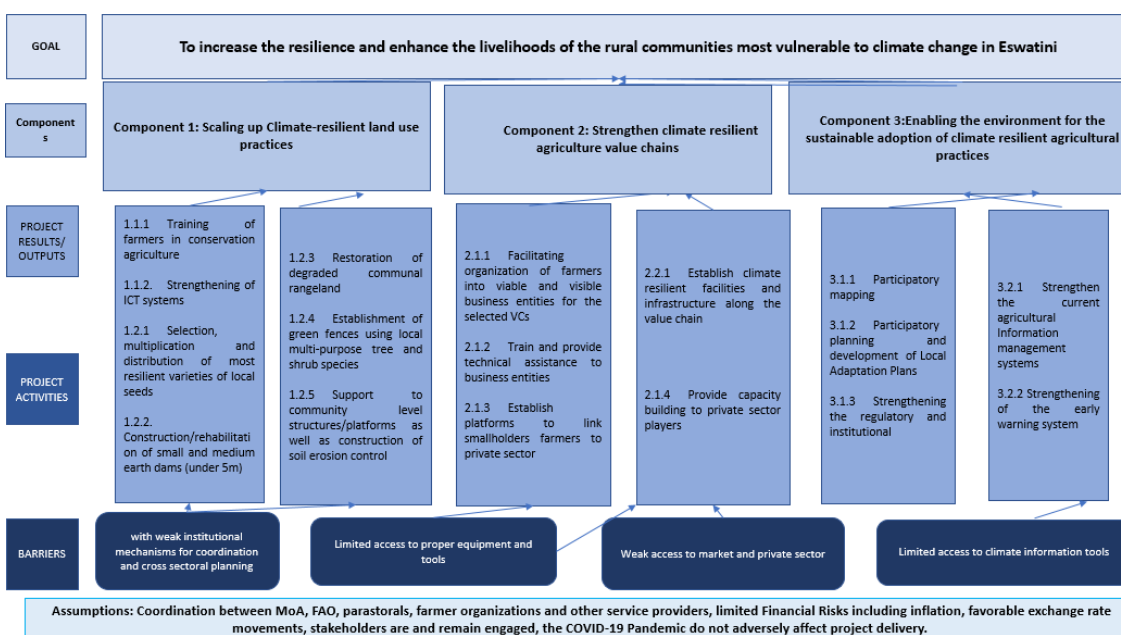 GOAL
To increase the resilience and enhance the livelihoods of the rural communities most vulnerable to climate change in Eswatini
Component
s
Component 1: Scaling up Climate-resilient land use
practices
Component 2: Strengthen climate resilient
agriculture value chains
Component 3:Enabling the environment for the
sustainable adoption of climate resilient agricultural
practices
PROJECT
RESULTS/
OUTPUTS
PROJECT
ACTIVITIES
1.1.1 Training of
farmers in conservation
agriculture
1.1.2. Strengthening of
ICT systems
1.2.1 Selection,
multiplication and
distribution of most
resilient varieties of local
seeds
1.2.2.
Construction/rehabilitati
on of small and medium
earth dams (under 5m)
1.2.3 Restoration of
degraded communal
rangeland
1.2.4 Establishment of
green fences using local
multi-purpose tree and
shrub species
1.2.5 Support to
community level
structures/platforms as
well as construction of
soil erosion control
2.1.1 Facilitating
organization of farmers
into viable and visible
business entities for the
selected VCs
2.1.2 Train and provide
technical assistance to
business entities
2.1.3 Establish
platforms to link
smallholders farmers to
private sector
2.2.1 Establish climate
resilient facilities and
infrastructure along the
value chain
2.1.4 Provide capacity
building to private sector
players
3.1.1 Participatory
mapping
3.1.2 Participatory
planning and
development of Local
Adaptation Plans
3.1.3 Strengthening
the regulatory and
institutional
3.2.1 Strengthen
the current
agricultural
Information
management
systems
3.2.2 Strengthening
of the early
warning system
BARRIERS
with weak institutional
mechanisms for coordination
and cross sectoral planning
Limited access to proper equipment and
tools
Weak access to market and private sector
Limited access to climate information tools
Assumptions: Coordination between MoA, FAO, parastorals, farmer organizations and other service providers, limited Financial Risks including inflation, favorable exchange rate
movements, stakeholders are and remain engaged, the COVID-19 Pandemic do not adversely affect project delivery.